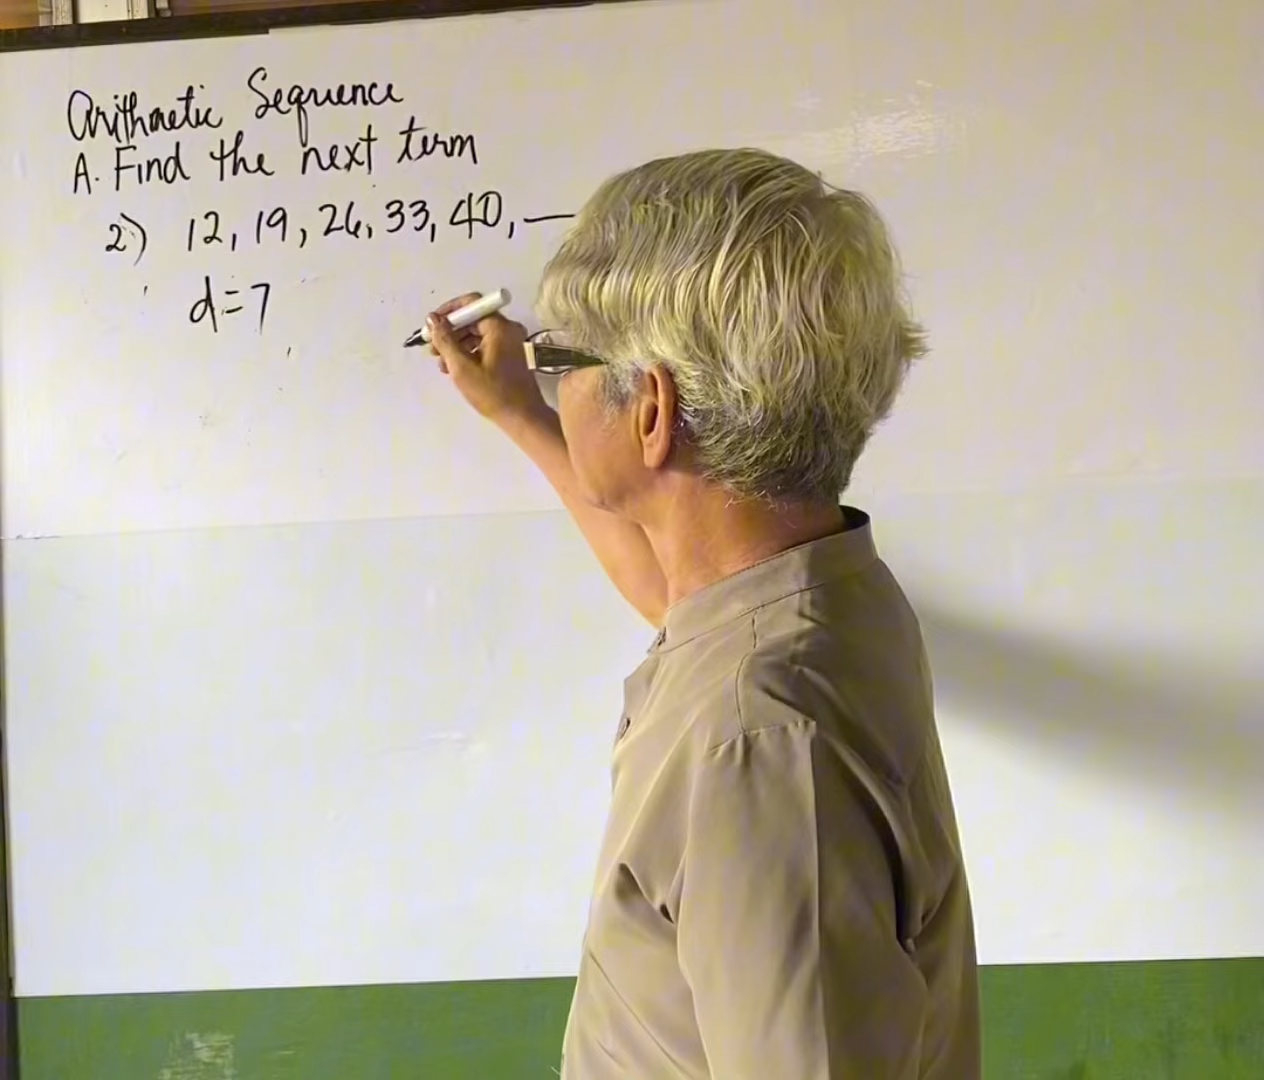 Arithmetic Sequence
A. Find the next term
2) 12, 19, 26, 33, 40, —
d=7